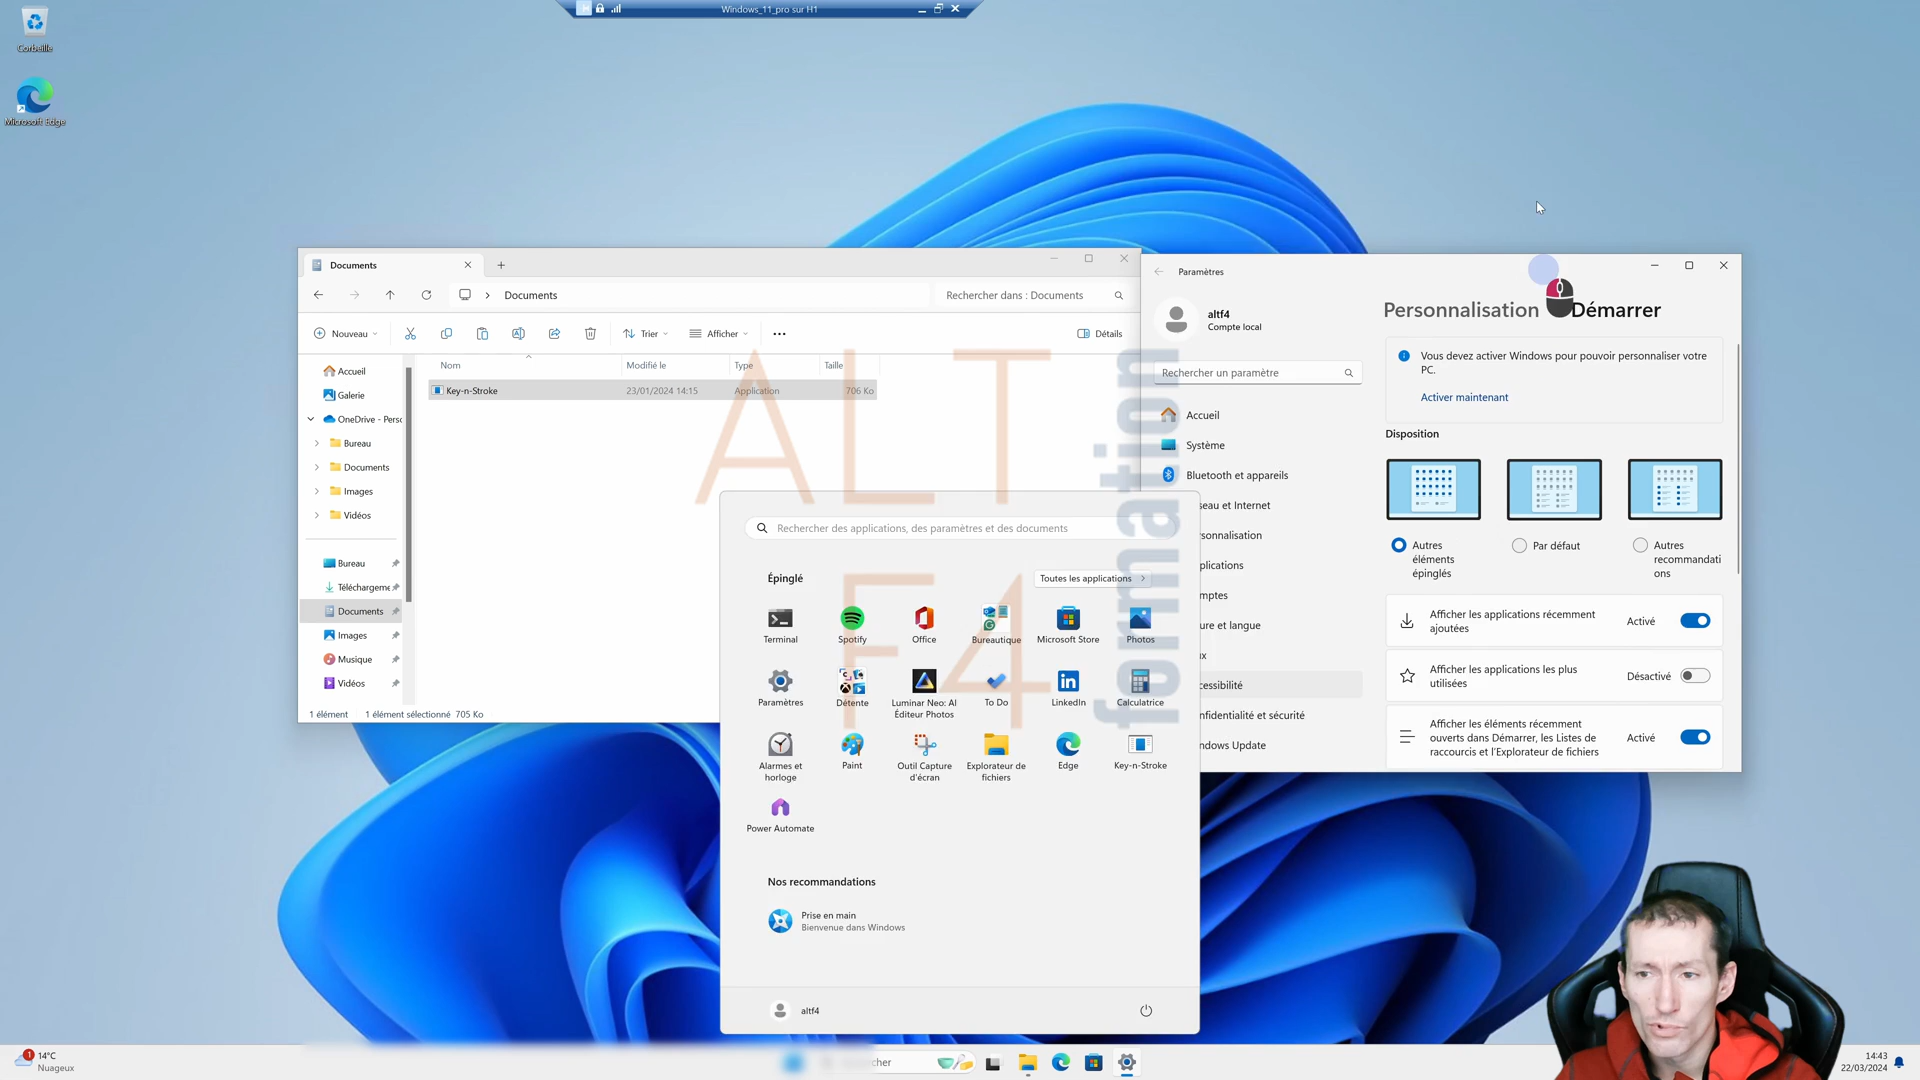 Windows_11_pro sur H1
Corbeille
Microsoft Edge
Documents
Documents
Rechercher dans : Documents
Nouveau
Trier
Afficher
Détails
Nom
Modifié le
Type
Taille
Key-n-Stroke
23/01/2024 14:15
Application
706 Ko
Accueil
Galerie
OneDrive - Perso
Bureau
Documents
Images
Vidéos
Bureau
Téléchargeme
Documents
Images
Musique
Vidéos
1 élément
1 élément sélectionné 705 Ko
ALT
F4
formation
Paramètres
altf4
Compte local
Rechercher un paramètre
Accueil
Système
Bluetooth et appareils
seau et Internet
rsonnalisation
plications
mptes
ure et langue
ux
cessibilité
nfidentialité et sécurité
ndows Update
Personnalisation
Démarrer
Vous devez activer Windows pour pouvoir personnaliser votre
PC.
Activer maintenant
Disposition
Autres
éléments
épinglés
Par défaut
Autres
recommandati
ons
Afficher les applications récemment
ajoutées
Activé
Afficher les applications les plus
utilisées
Désactivé
Afficher les éléments récemment
ouverts dans Démarrer, les Listes de
raccourcis et l'Explorateur de fichiers
Activé
Rechercher des applications, des paramètres et des documents
Épinglé
Toutes les applications
Terminal
Spotify
Office
Bureautique
Microsoft Store
Photos
Paramètres
Détente
Luminar Neo: AI
Éditeur Photos
To Do
LinkedIn
Calculatrice
Alarmes et
horloge
Paint
Outil Capture
d'écran
Explorateur de
fichiers
Edge
Key-n-Stroke
Power Automate
Nos recommandations
Prise en main
Bienvenue dans Windows
altf4
1
14°C
Nuageux
cher
14:43
22/03/2024